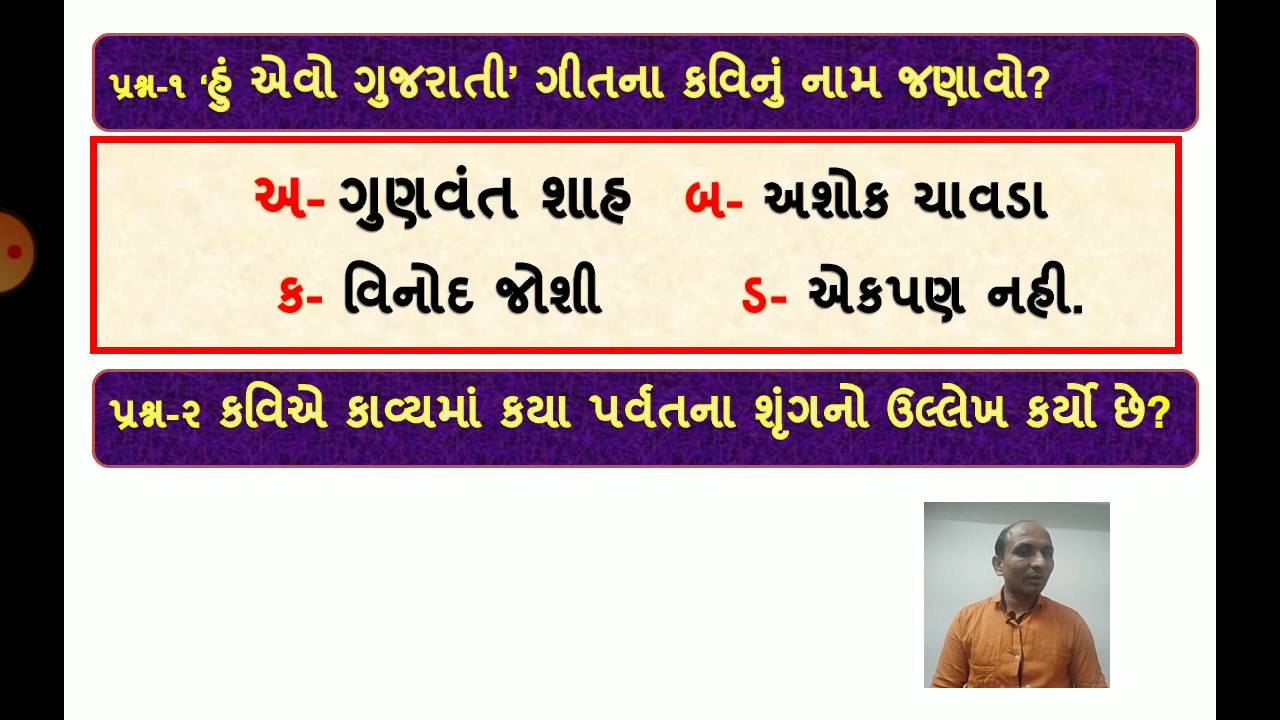 પ્રશ્ન-૧ ‘હું એવો ગુજરાતી’ ગીતના કવિનું નામ જણાવો?
અ- ગુણવંત શાહ બ- અશોક ચાવડા
ક- વિનોદ જોશી ડ- એકપણ નહી.
પ્રશ્ન-૨ કવિએ કાવ્યમાં કયા પર્વતના શૃંગનો ઉલ્લેખ કર્યો છે?